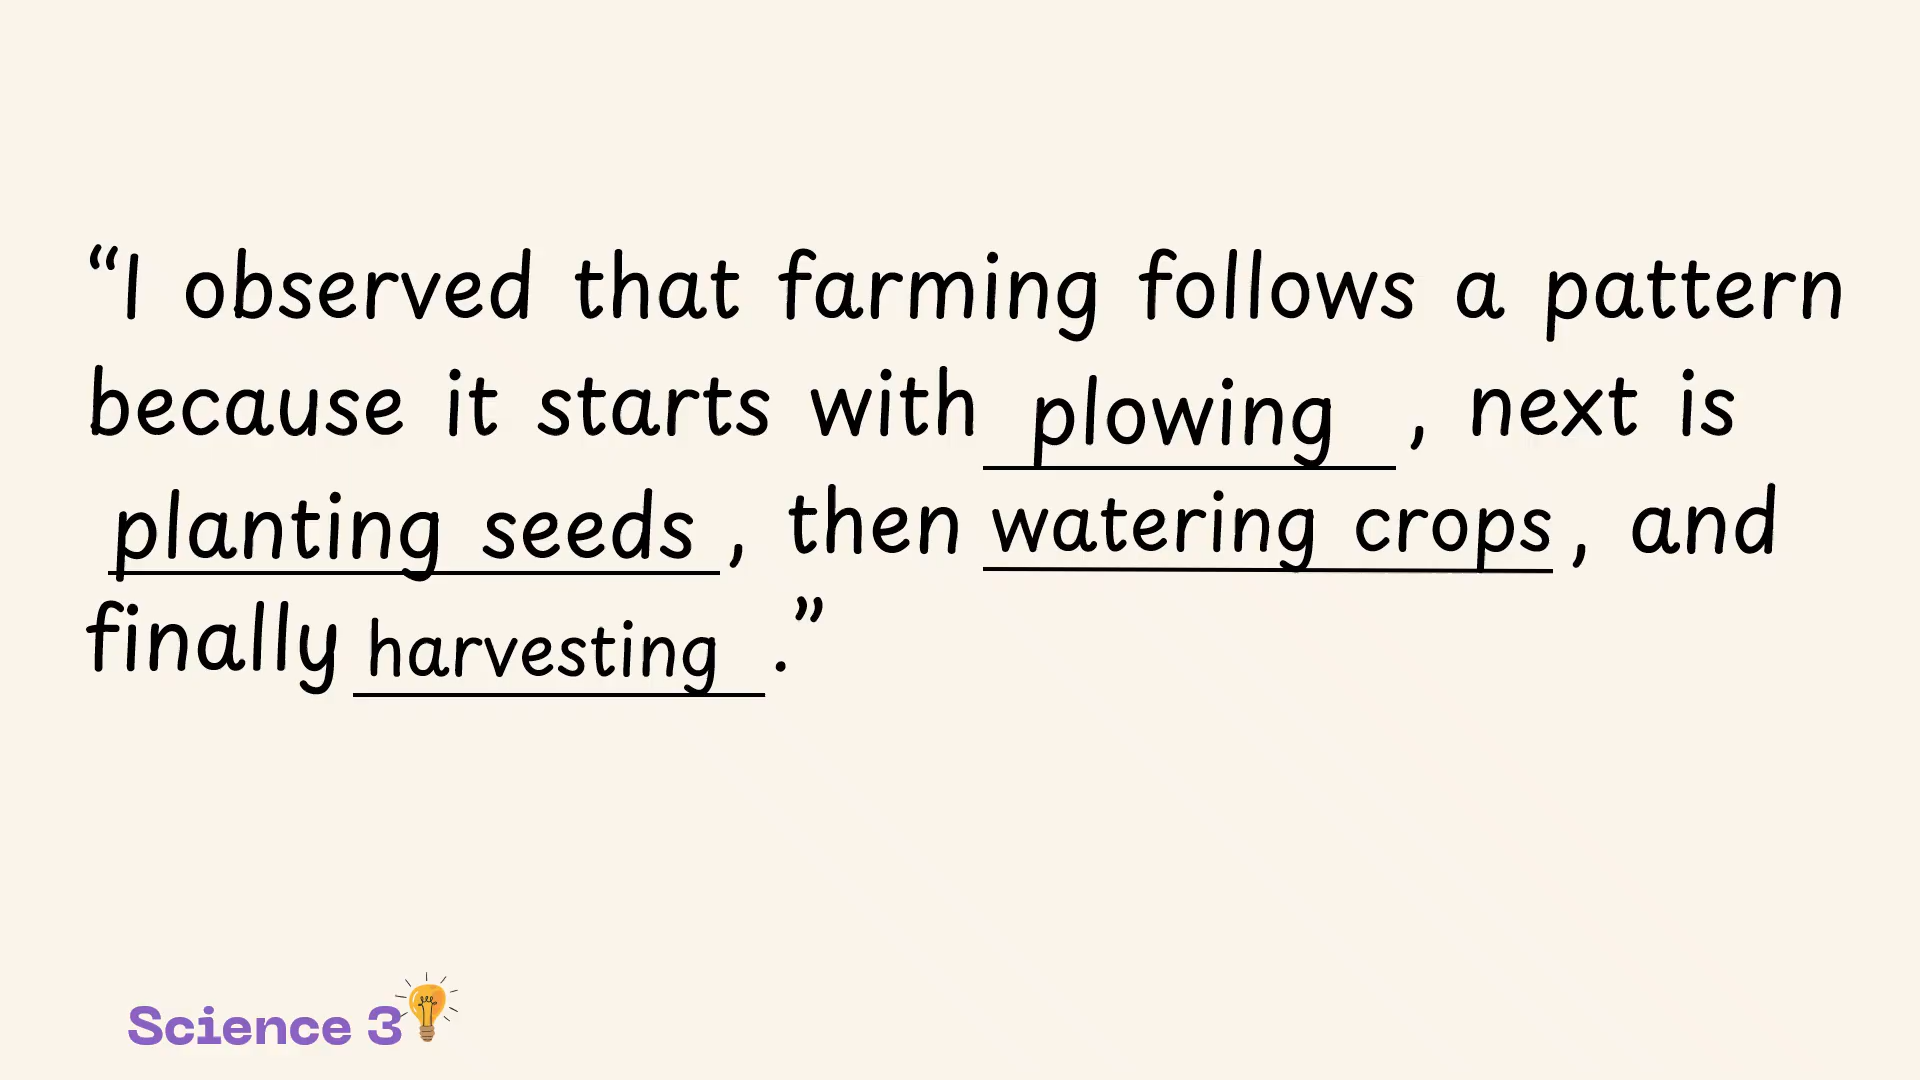 “I observed that farming follows a pattern
because it starts with plowing , next is
planting seeds , then watering crops , and
finally harvesting .”
Science 3